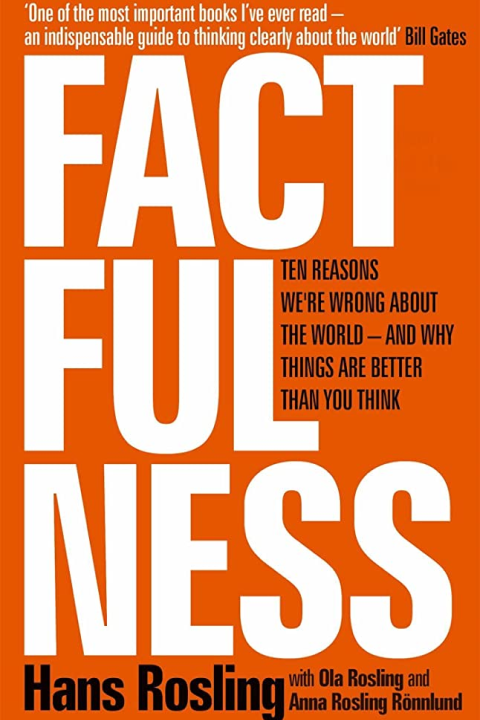 ‘One of the most important books I’ve ever read –
an indispensable guide to thinking clearly about the world’ Bill Gates
FACT
FUL
NESS
TEN REASONS
WE'RE WRONG ABOUT
THE WORLD – AND WHY
THINGS ARE BETTER
THAN YOU THINK
Hans Rosling
with Ola Rosling and
Anna Rosling Rönnlund